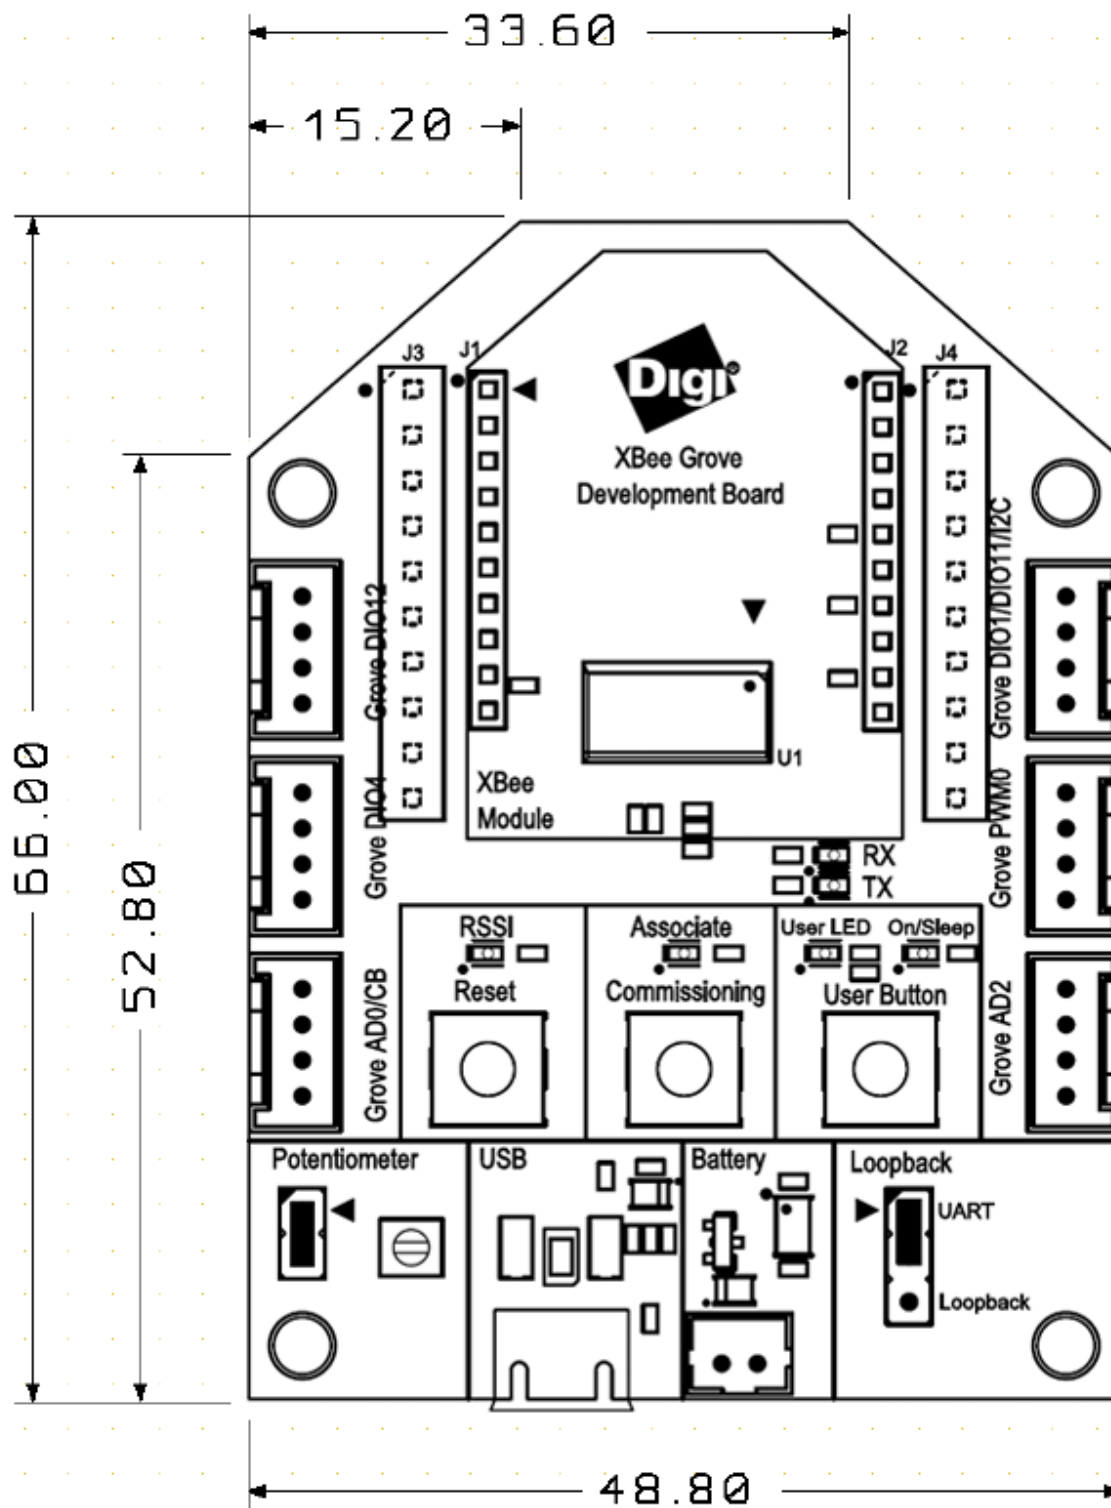 33.60
15.20
J3
J1
J2
J4
Digi®
XBee Grove
Development Board
Grove DIO12
Grove DIO1/DIO11/I2C
66.00
52.80
U1
XBee
Module
Grove DIO4
Grove PWM0
RX
TX
RSSI
Associate
User LED
On/Sleep
Reset
Commissioning
User Button
Grove AD0/CB
Grove AD2
Potentiometer
USB
Battery
Loopback
UART
Loopback
48.80